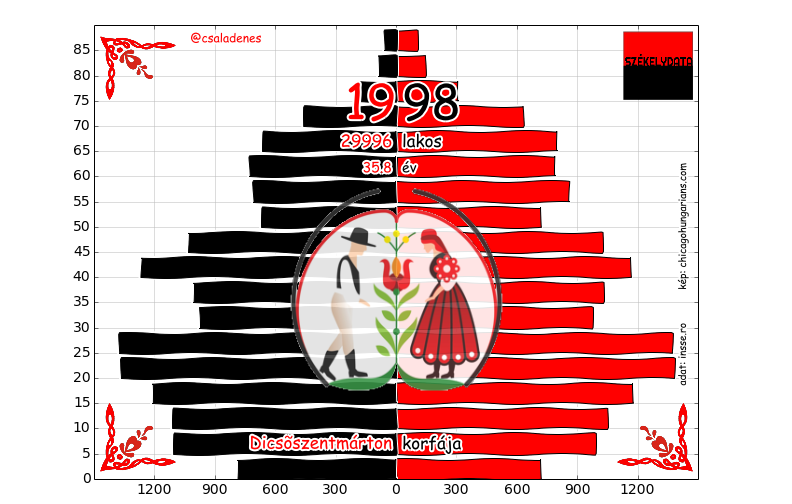 @csaladenes
SZÉKELYDATA
1998
29996 lakos
35.8 év
kép: chicagohungarians.com
adat: insse.ro
Dicsõszentmárton korfája
85
80
75
70
65
60
55
50
45
40
35
30
25
20
15
10
5
0
1200 900 600 300 0 300 600 900 1200